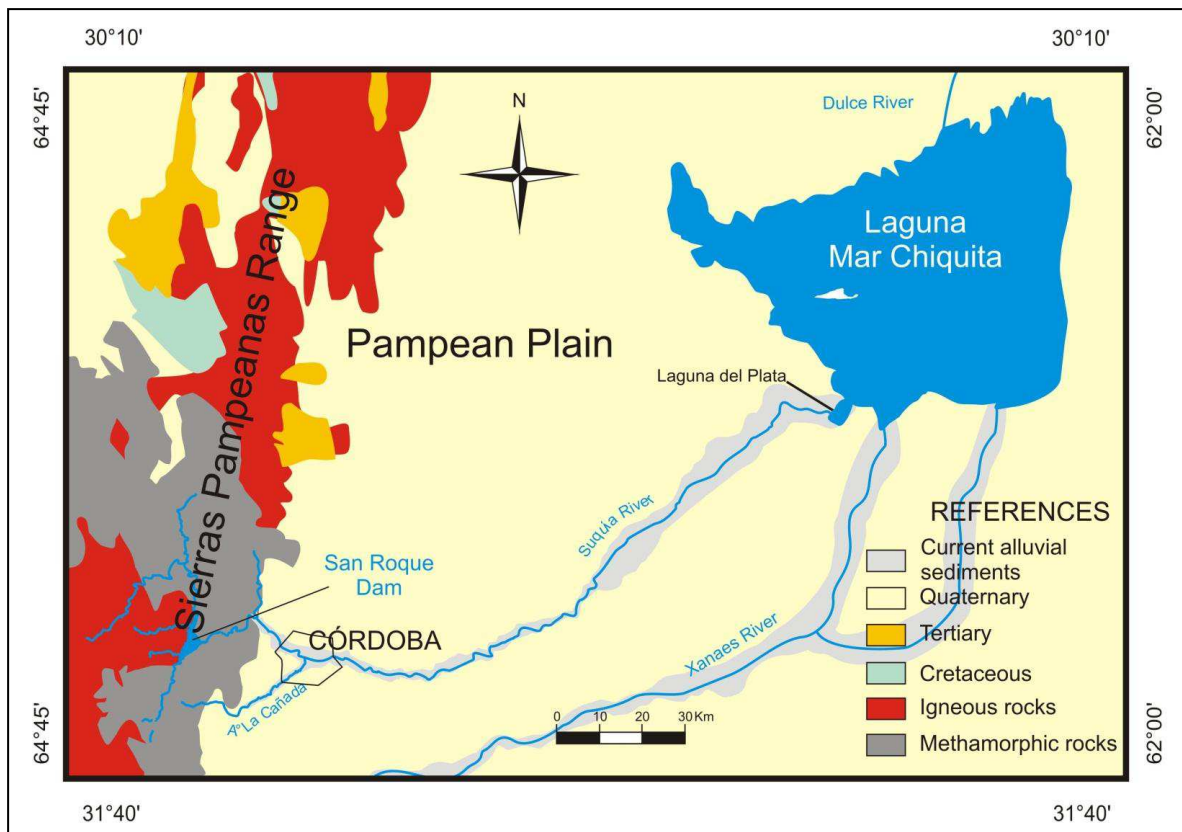 30°10'
30°10'
64°45'
62°00'
N
Dulce River
Laguna
Mar Chiquita
Sierras Pampeanas Range
Pampean Plain
Laguna del Plata
Suquía River
San Roque
Dam
CÓRDOBA
A° La Cañada
Xanaes River
0 10 20 30 Km
REFERENCES
Current alluvial
sediments
Quaternary
Tertiary
Cretaceous
Igneous rocks
Methamorphic rocks
64°45'
62°00'
31°40'
31°40'